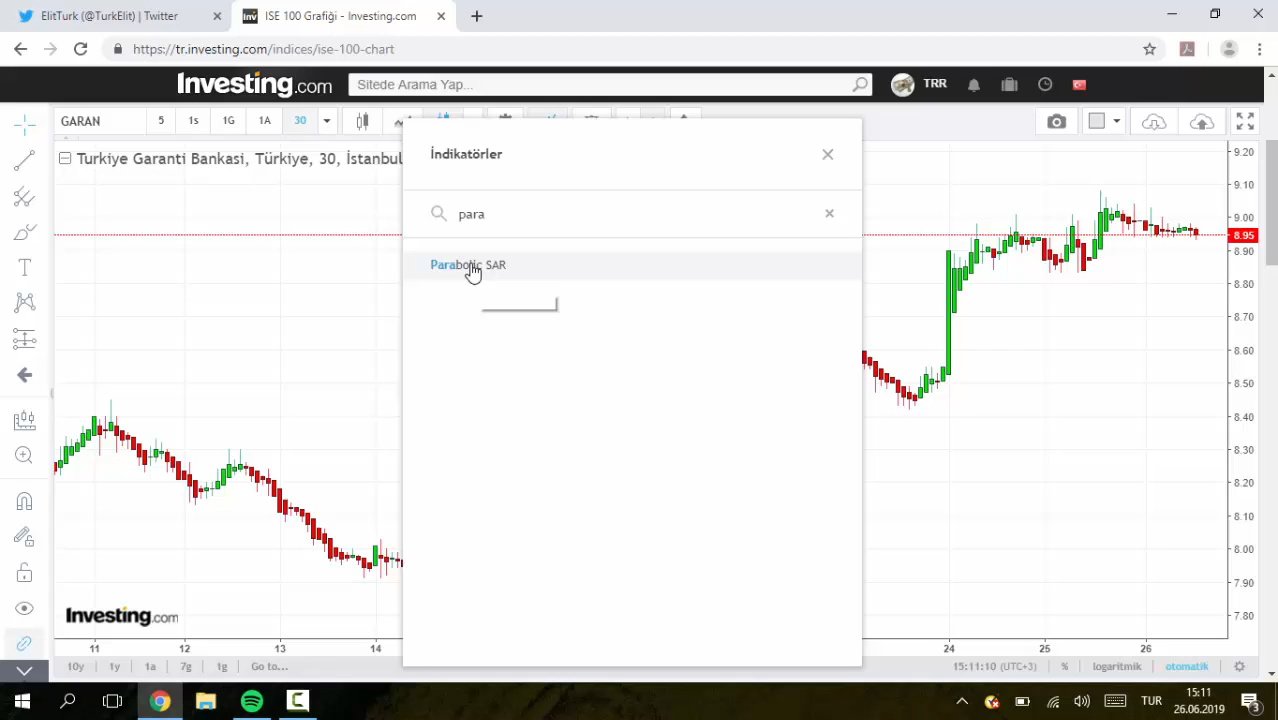 ElitTurk (@TurkElit) | Twitter
ISE 100 Grafiği - Investing.com
https://tr.investing.com/indices/ise-100-chart
Investing.com
Sitede Arama Yap...
TRR
GARAN
5
1s
1G
1A
30
Turkiye Garanti Bankasi, Türkiye, 30, İstanbul
İndikatörler
para
Parabolic SAR
9.20
9.10
9.00
8.95
8.90
8.80
8.70
8.60
8.50
8.40
8.30
8.20
8.10
8.00
7.90
7.80
Investing.com
11
12
13
14
24
25
26
10y
1y
1a
7g
1g
Go to...
15:11:10 (UTC+3)
%
logaritmik
otomatik
TUR
15:11
26.06.2019
3